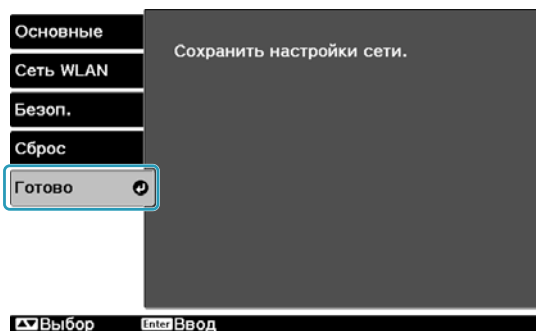 Основные
Сеть WLAN
Безоп.
Сброс
Готово
Сохранить настройки сети.
Выбор Enter Ввод